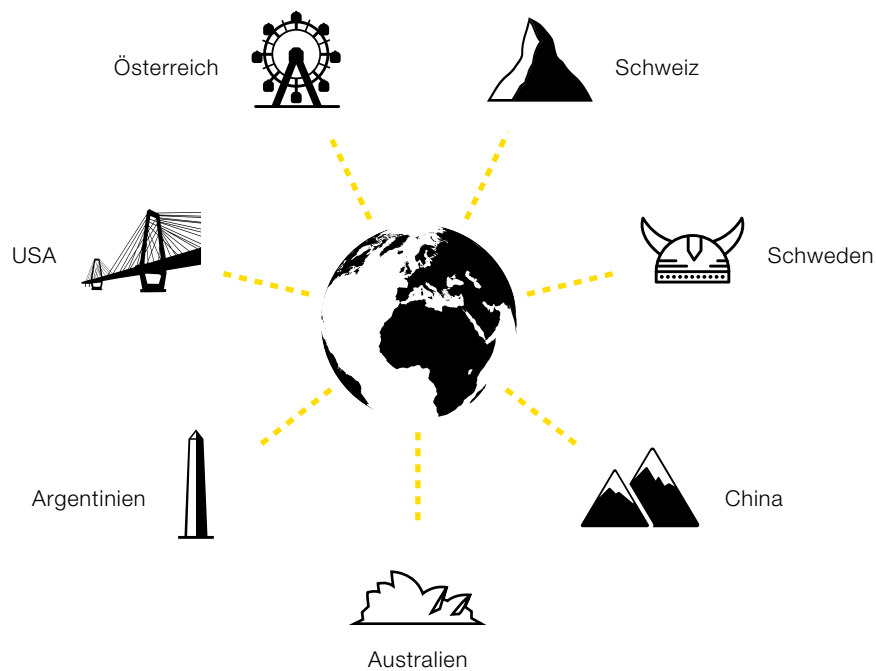 Österreich
Schweiz
USA
Schweden
Argentinien
China
Australien